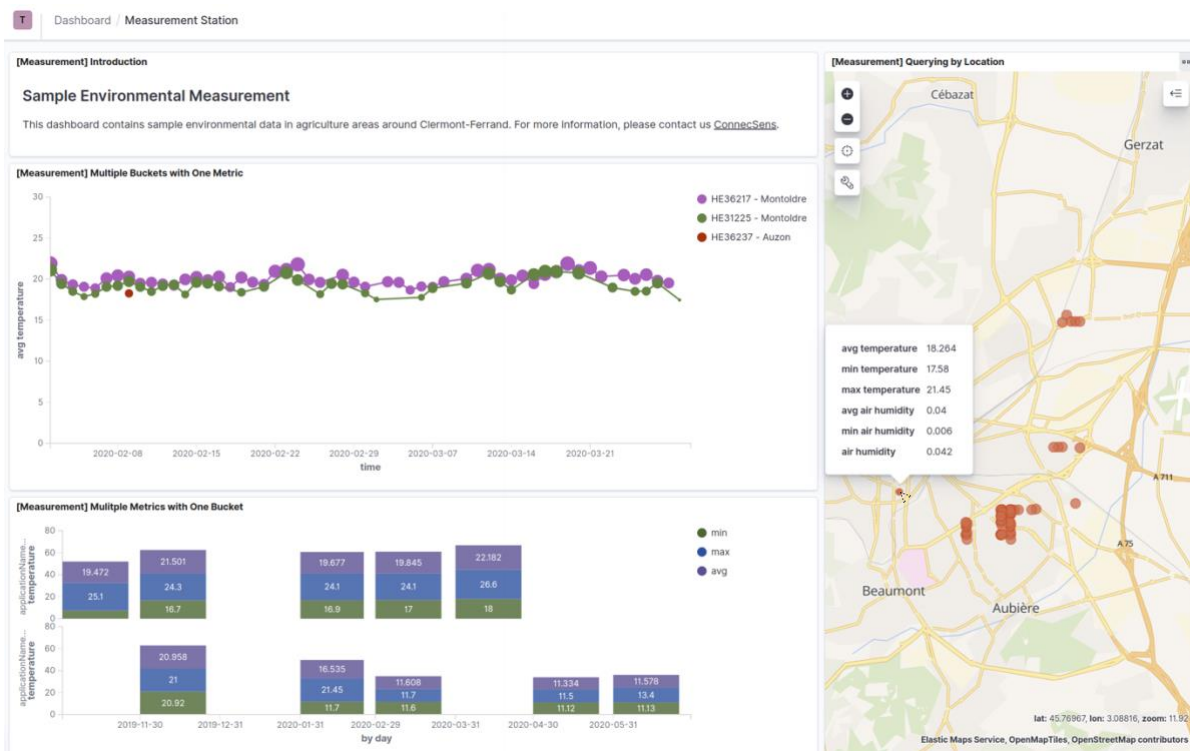 T
Dashboard / Measurement Station
[Measurement] Introduction
Sample Environmental Measurement
This dashboard contains sample environmental data in agriculture areas around Clermont-Ferrand. For more information, please contact us ConnecSens.
[Measurement] Multiple Buckets with One Metric
30
25
20
15
10
5
0
avg temperature
2020-02-08
2020-02-15
2020-02-22
2020-02-29
2020-03-07
2020-03-14
2020-03-21
time
HE36217 - Montoldre
HE31225 - Montoldre
HE36237 - Auzon
[Measurement] Mulitple Metrics with One Bucket
applicationName...
temperature
80
60
40
20
0
19.472
25.1
21.501
24.3
16.7
19.677
24.1
16.9
19.845
24.1
17
22.182
26.6
18
min
max
avg
applicationName...
temperature
80
60
40
20
0
20.958
21
20.92
16.535
21.45
11.7
11.608
11.7
11.6
11.334
11.5
11.12
11.578
13.4
11.13
2019-11-30
2019-12-31
2020-01-31
2020-02-29
2020-03-31
2020-04-30
2020-05-31
by day
[Measurement] Querying by Location
Cébazat
Gerzat
avg temperature 18.264
min temperature 17.58
max temperature 21.45
avg air humidity 0.04
min air humidity 0.006
air humidity 0.042
A 711
A 75
Beaumont
Aubière
lat: 45.76967, lon: 3.08816, zoom: 11.92
Elastic Maps Service, OpenMapTiles, OpenStreetMap contributors